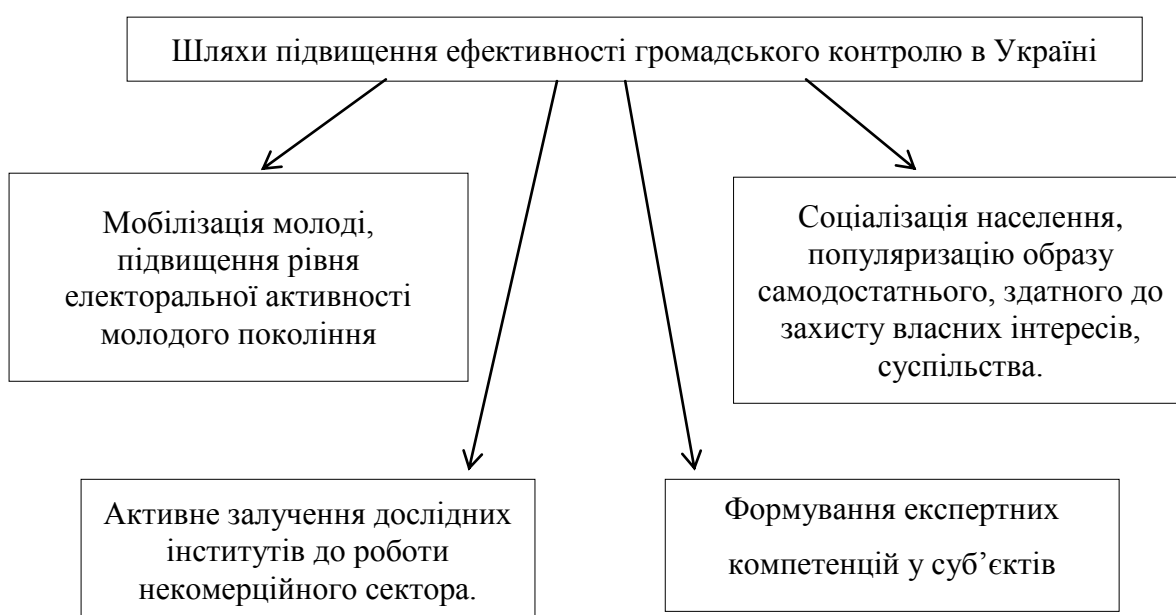 Шляхи підвищення ефективності громадського контролю в Україні
Мобілізація молоді,
підвищення рівня
електоральної активності
молодого покоління
Соціалізація населення,
популяризацію образу
самодостатнього, здатного до
захисту власних інтересів,
суспільства.
Активне залучення дослідних
інститутів до роботи
некомерційного сектора.
Формування експертних
компетенцій у суб’єктів